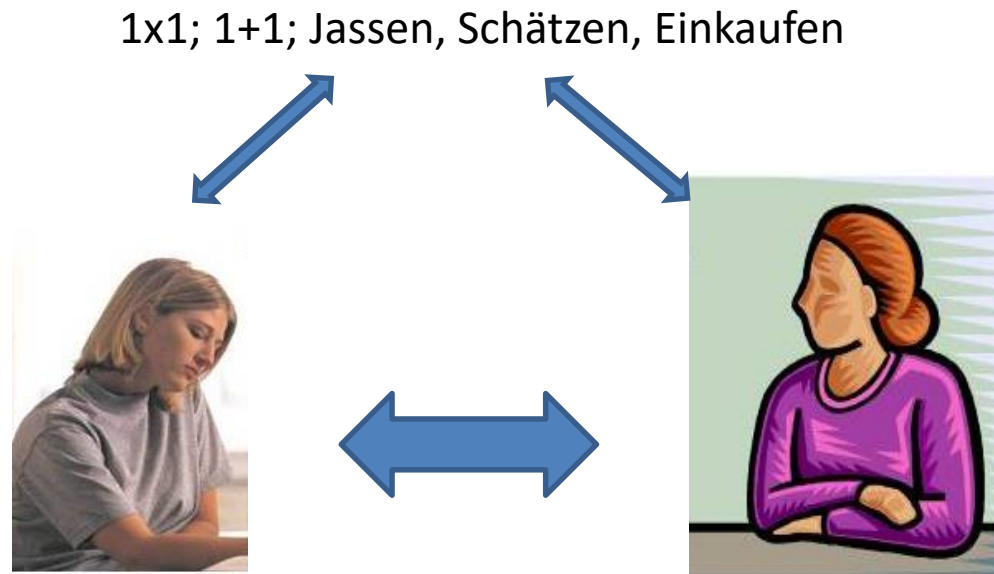 1x1; 1+1; Jassen, Schätzen, Einkaufen